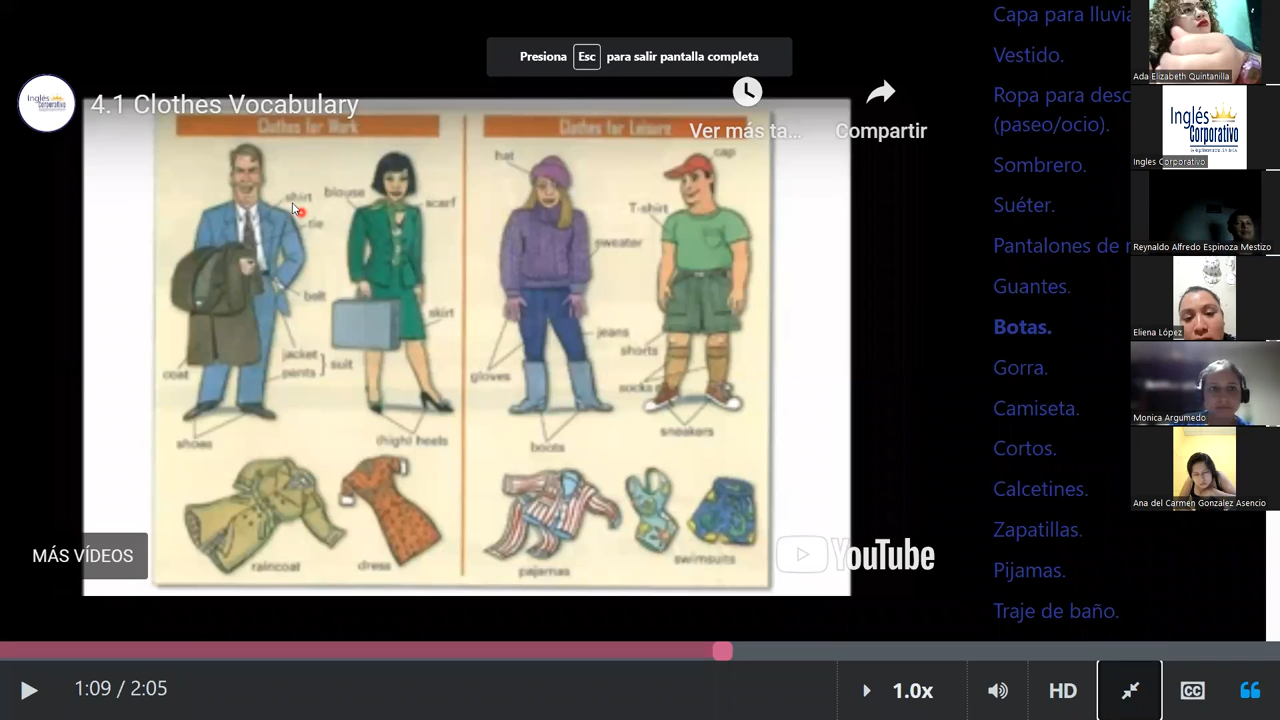 Presiona Esc para salir pantalla completa
Inglés Corporativo
4.1 Clothes Vocabulary
Ver más ta...
Compartir
Clothes for Work
Clothes for Leisure
shirt
blouse
scarf
tie
belt
skirt
jacket
pants
suit
coat
shoes
(high) heels
raincoat
dress
hat
cap
T-shirt
sweater
jeans
shorts
gloves
socks
sneakers
boots
pajamas
swimsuits
MÁS VÍDEOS
YouTube
Capa para lluvia
Vestido.
Ropa para desc
(paseo/ocio).
Sombrero.
Suéter.
Pantalones de
Guantes.
Botas.
Gorra.
Camiseta.
Cortos.
Calcetines.
Zapatillas.
Pijamas.
Traje de baño.
Ada Elizabeth Quintanilla
Inglés
Corporativo
Ingles Corporativo
Reynaldo Alfredo Espinoza Mestizo
Eliena López
Monica Argumedo
Ana del Carmen Gonzalez Asencio
1:09 / 2:05
1.0x
HD
CC